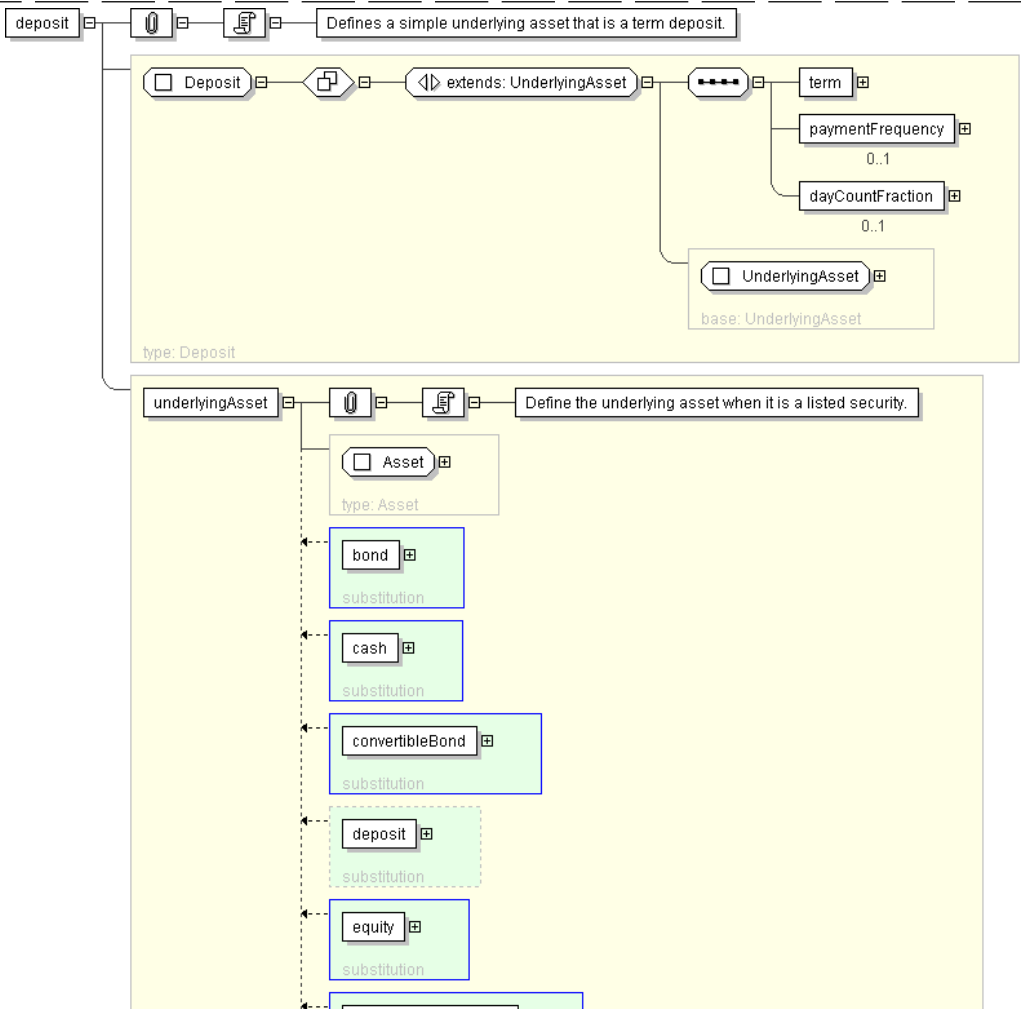 deposit
Defines a simple underlying asset that is a term deposit.
Deposit
extends: UnderlyingAsset
term
paymentFrequency
0..1
dayCountFraction
0..1
UnderlyingAsset
base: UnderlyingAsset
type: Deposit
underlyingAsset
Define the underlying asset when it is a listed security.
Asset
type: Asset
bond
substitution
cash
substitution
convertibleBond
substitution
deposit
substitution
equity
substitution